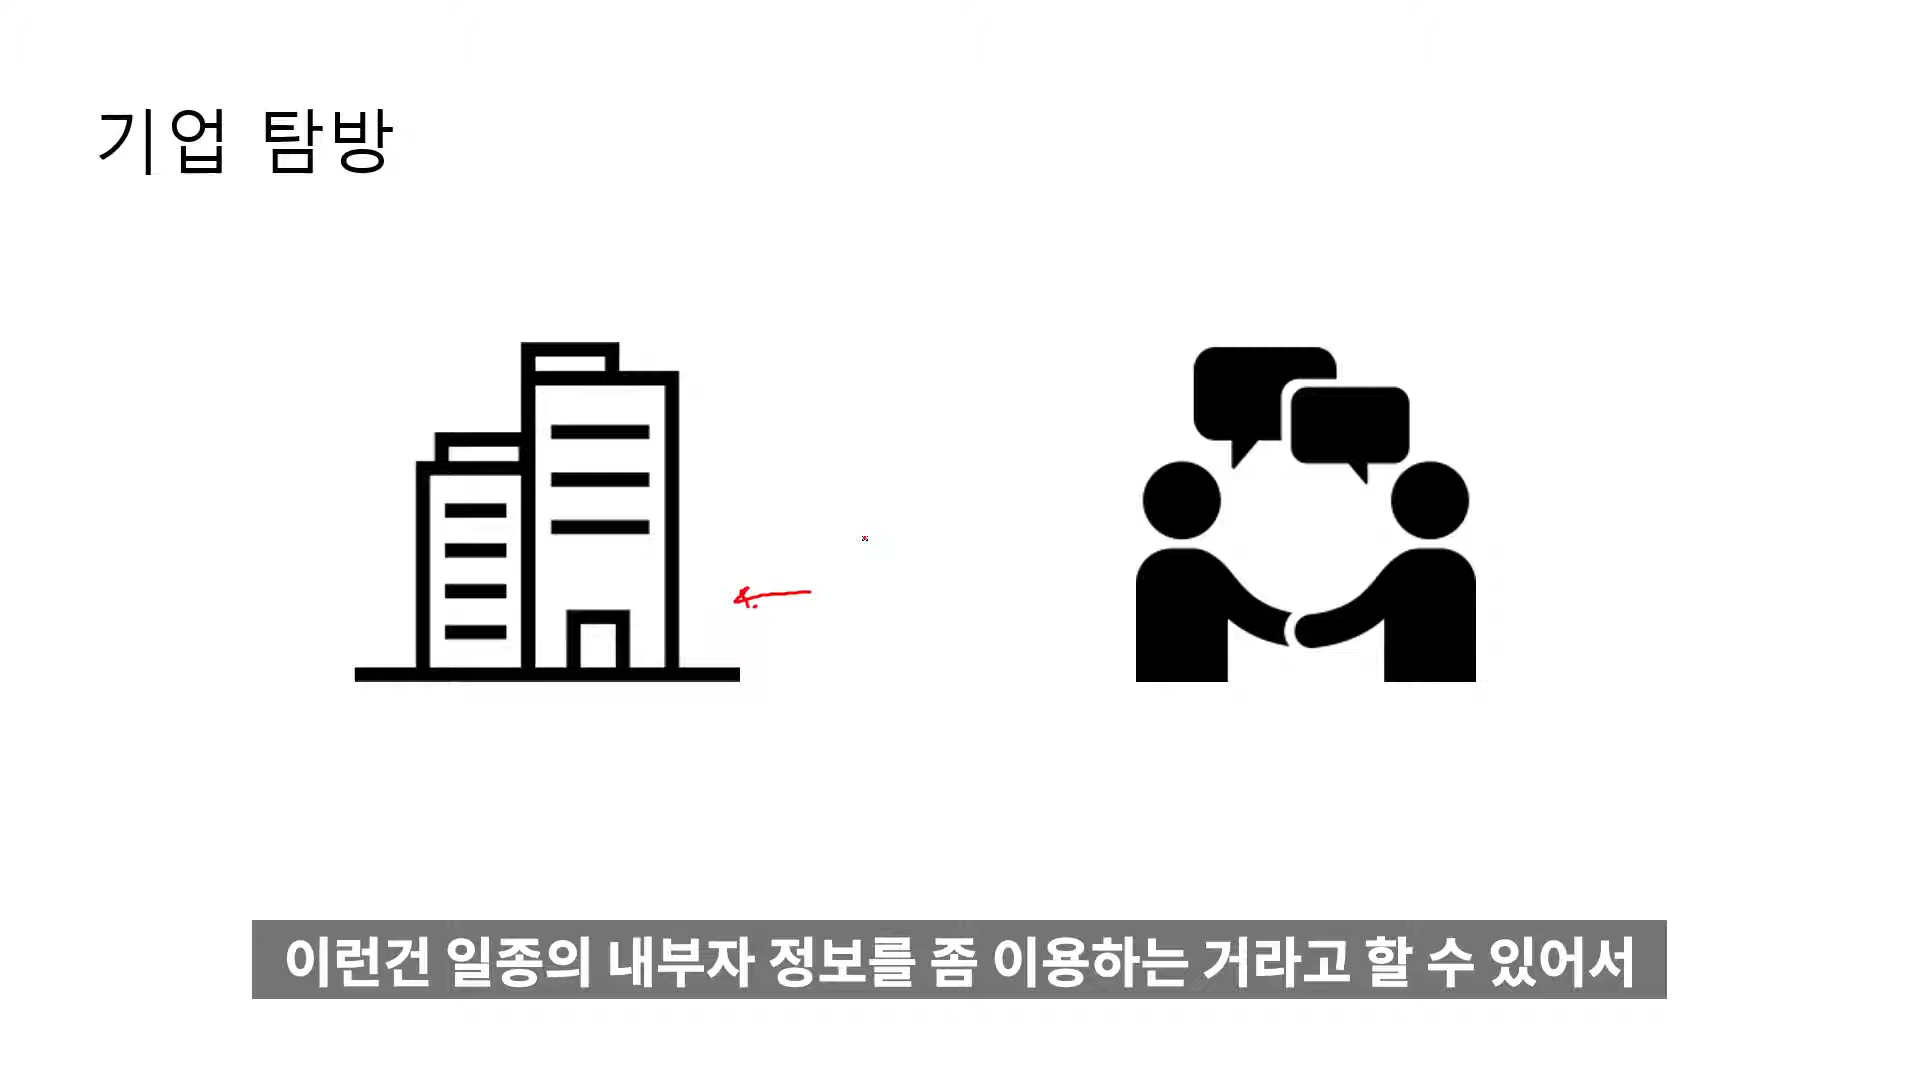 기업 탐방
이런건 일종의 내부자 정보를 좀 이용하는 거라고 할 수 있어서